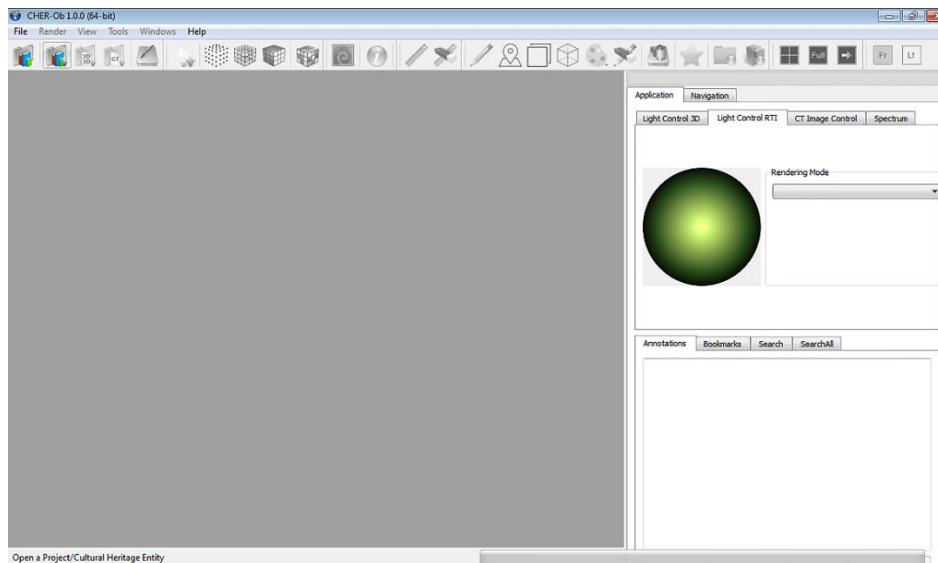 CHER-Ob 1.0.0 (64-bit)
File Render View Tools Windows Help
Full Fr Lf
Application Navigation
Light Control 3D Light Control RTI CT Image Control Spectrum
Rendering Mode
Annotations Bookmarks Search SearchAll
Open a Project/Cultural Heritage Entity